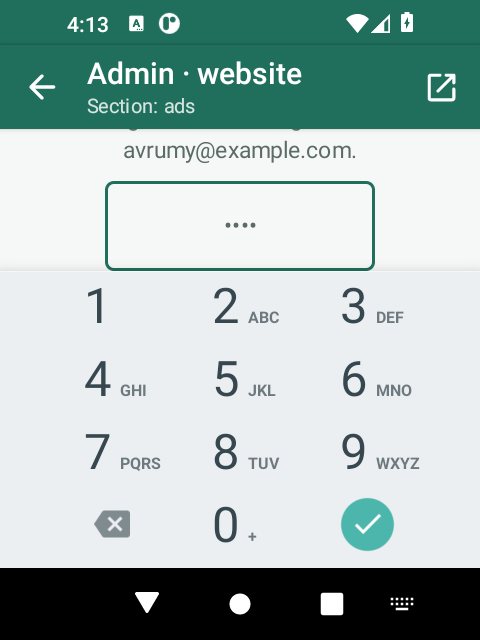 4:13
Admin · website
Section: ads
avrumy@example.com.
••••
1
2 ABC
3 DEF
4 GHI
5 JKL
6 MNO
7 PQRS
8 TUV
9 WXYZ
0 +